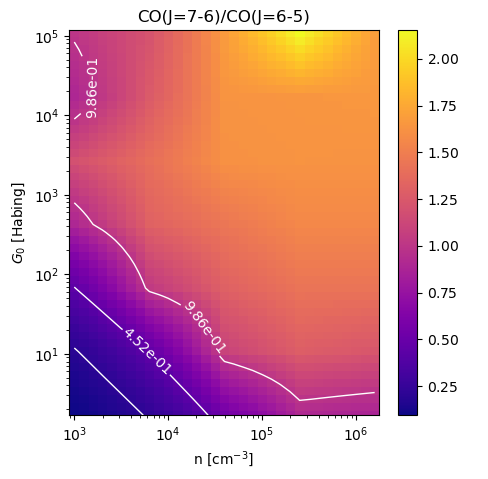 CO(J=7-6)/CO(J=6-5)
10⁵
10⁴
10³
10²
10¹
G₀ [Habing]
9.86e-01
9.86e-01
4.52e-01
10³
10⁴
10⁵
10⁶
n [cm⁻³]
2.00
1.75
1.50
1.25
1.00
0.75
0.50
0.25